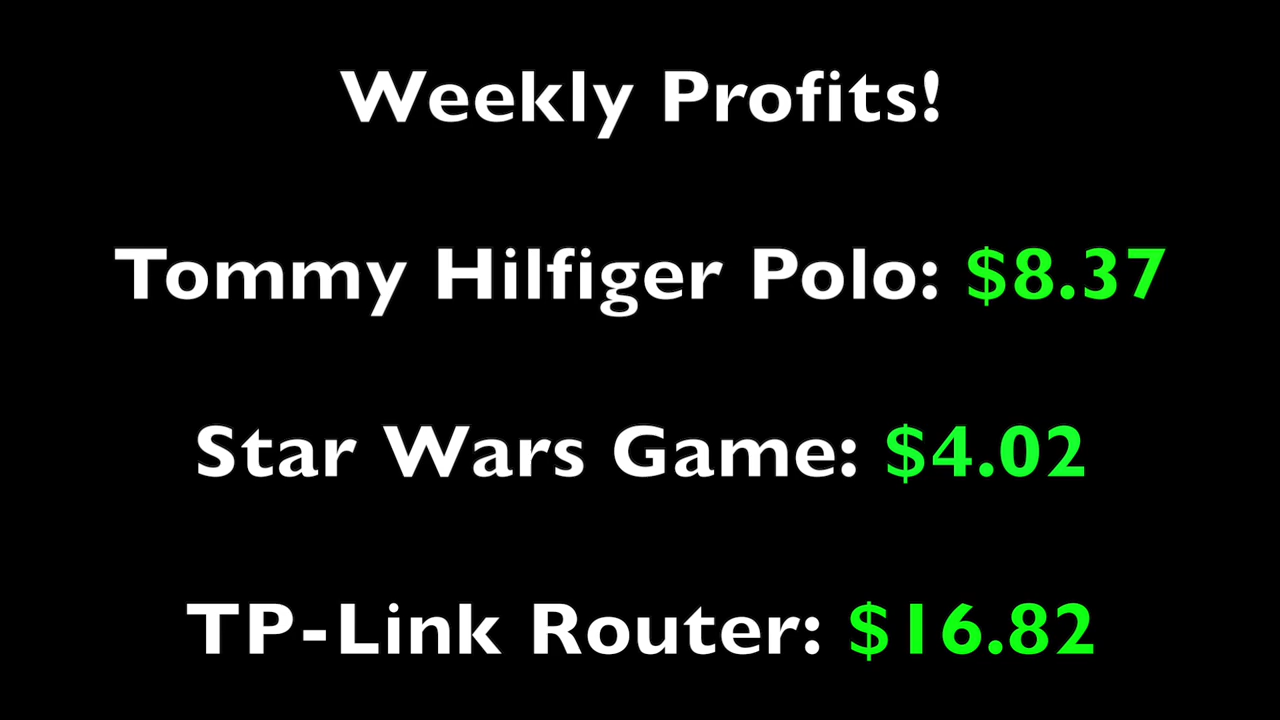 Weekly Profits!
Tommy Hilfiger Polo: $8.37
Star Wars Game: $4.02
TP-Link Router: $16.82